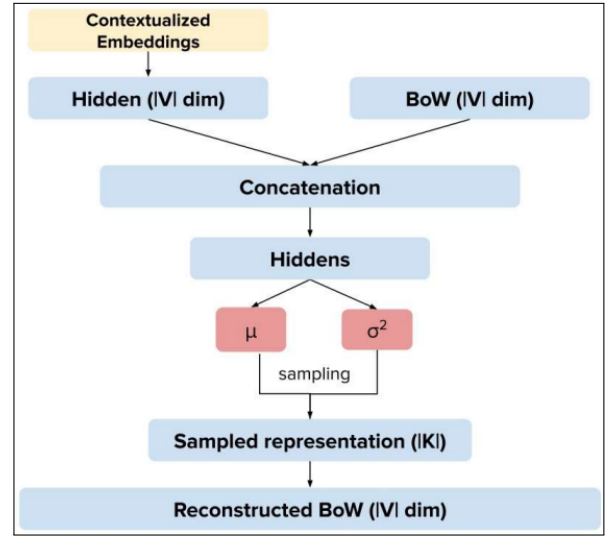 Contextualized
Embeddings
Hidden (|V| dim)
BoW (|V| dim)
Concatenation
Hiddens
μ
σ²
sampling
Sampled representation (|K|)
Reconstructed BoW (|V| dim)